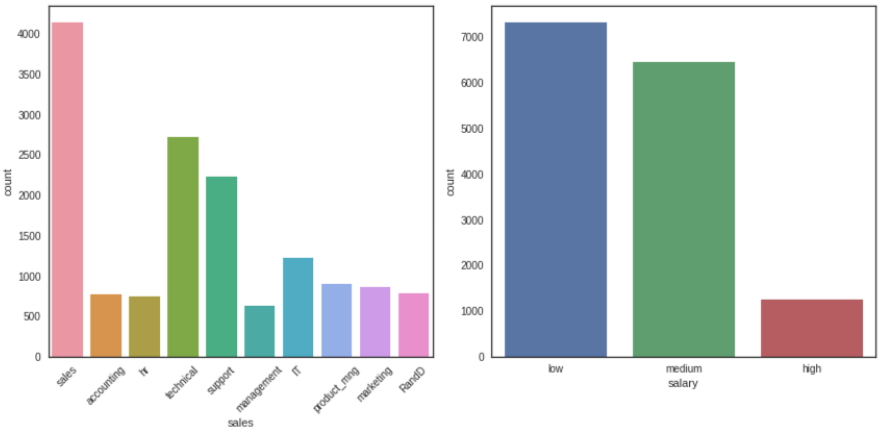 4000
3500
3000
2500
2000
1500
1000
500
0
count
sales
accounting
hr
technical
support
management
IT
product_mng
marketing
RandD
sales
7000
6000
5000
4000
3000
2000
1000
0
count
low medium high
salary